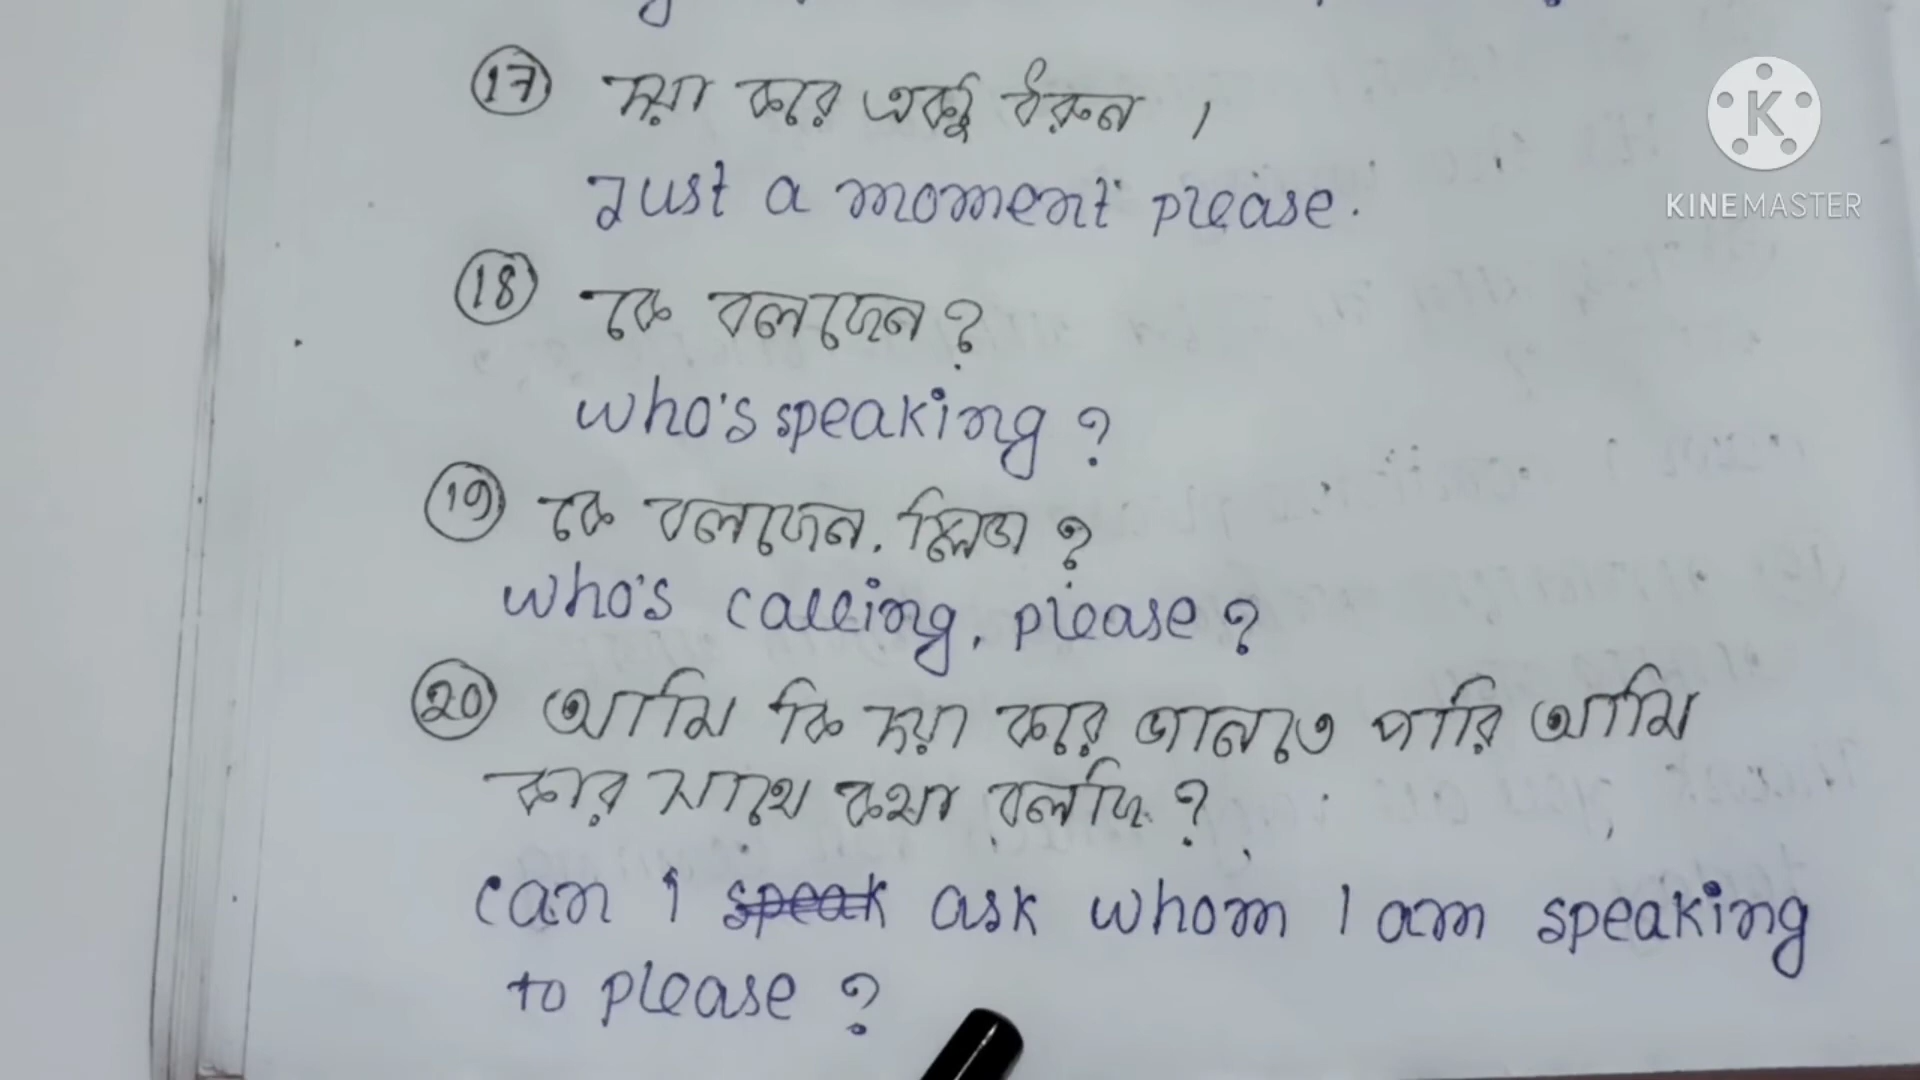 17 দয়া করে একটু ধরুন ।
Just a moment please.
18 কে বলছেন ?
who's speaking ?
19 কে বলছেন, প্লিজ ?
who's calling, please ?
20 আমি কি দয়া করে জানতে পারি আমি
কার সাথে কথা বলছি ?
can I speak ask whom I am speaking
to please ?
K
KINEMASTER